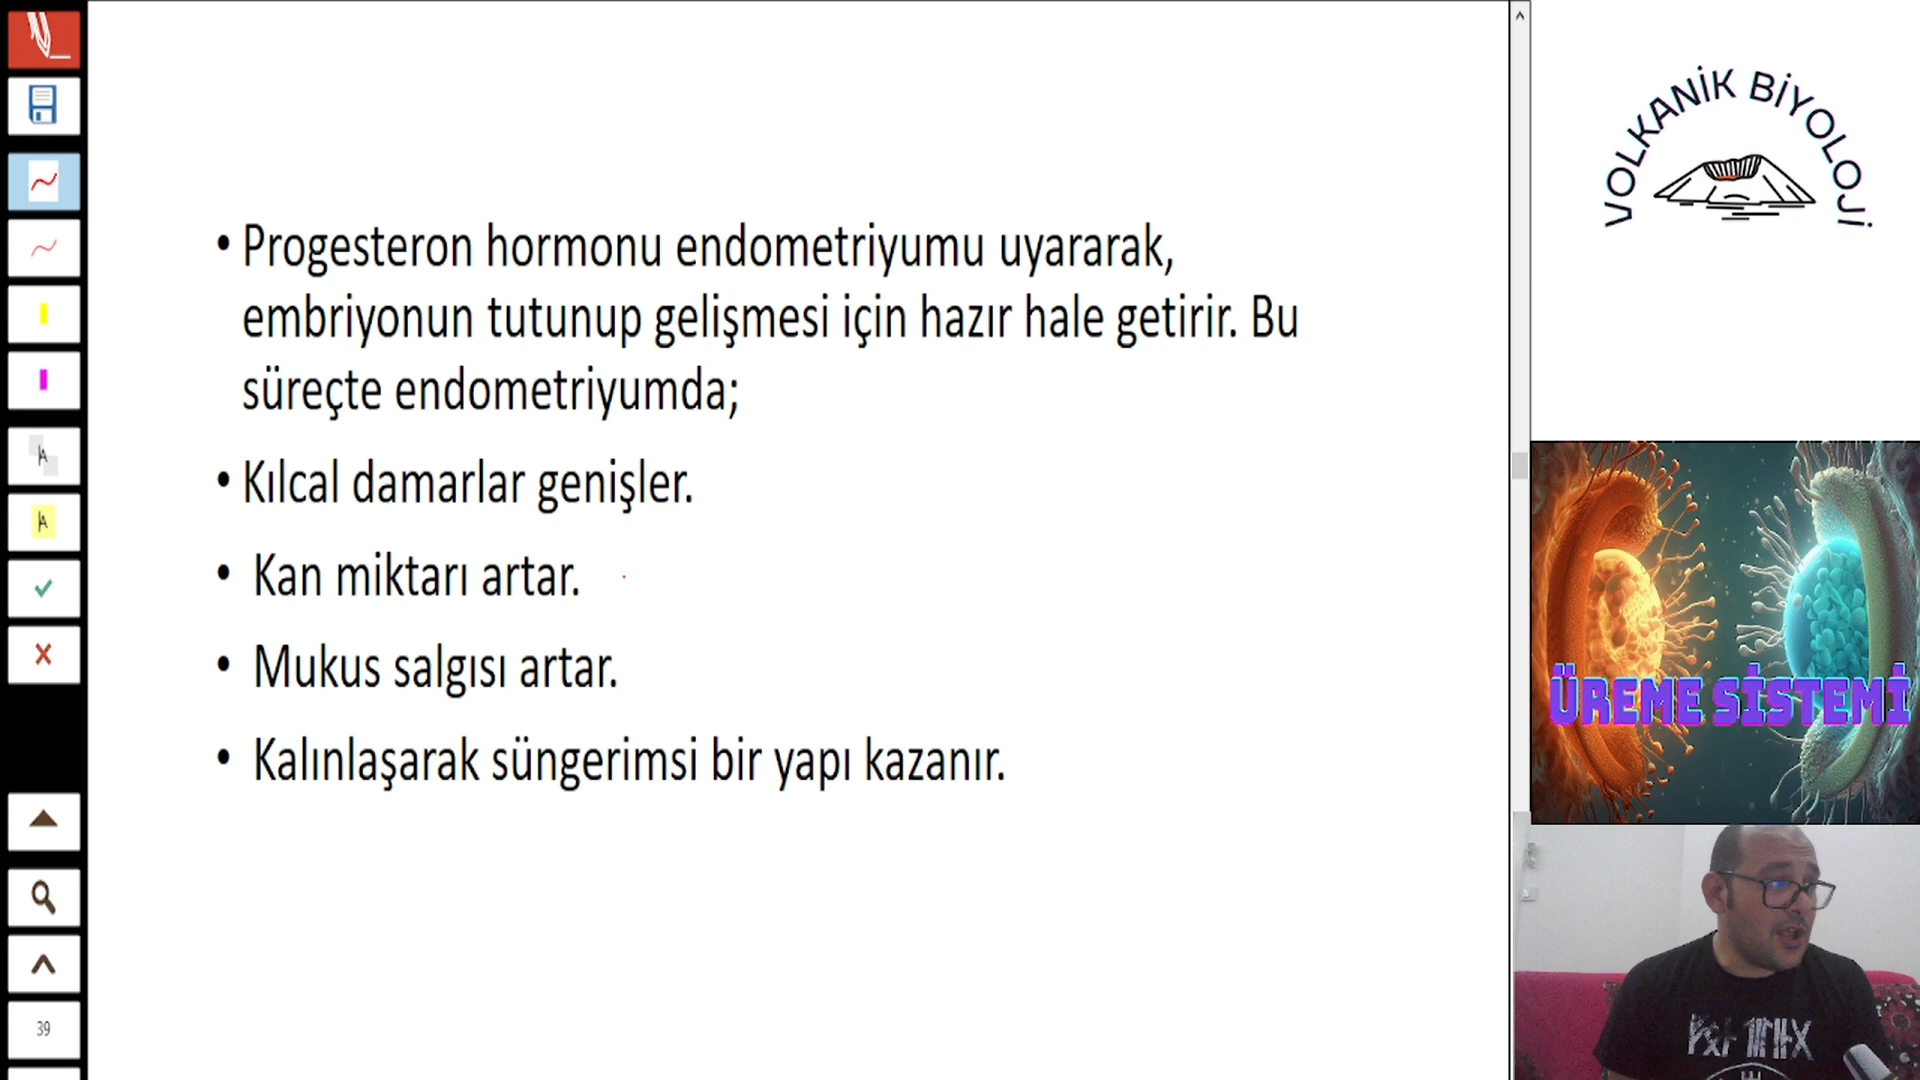 • Progesteron hormonu endometriyumu uyararak,
embriyonun tutunup gelişmesi için hazır hale getirir. Bu
süreçte endometriyumda;
• Kılcal damarlar genişler.
• Kan miktarı artar.
• Mukus salgısı artar.
• Kalınlaşarak süngerimsi bir yapı kazanır.
VOLKANİK BİYOLOJİ
ÜREME SİSTEMİ
A
A
39